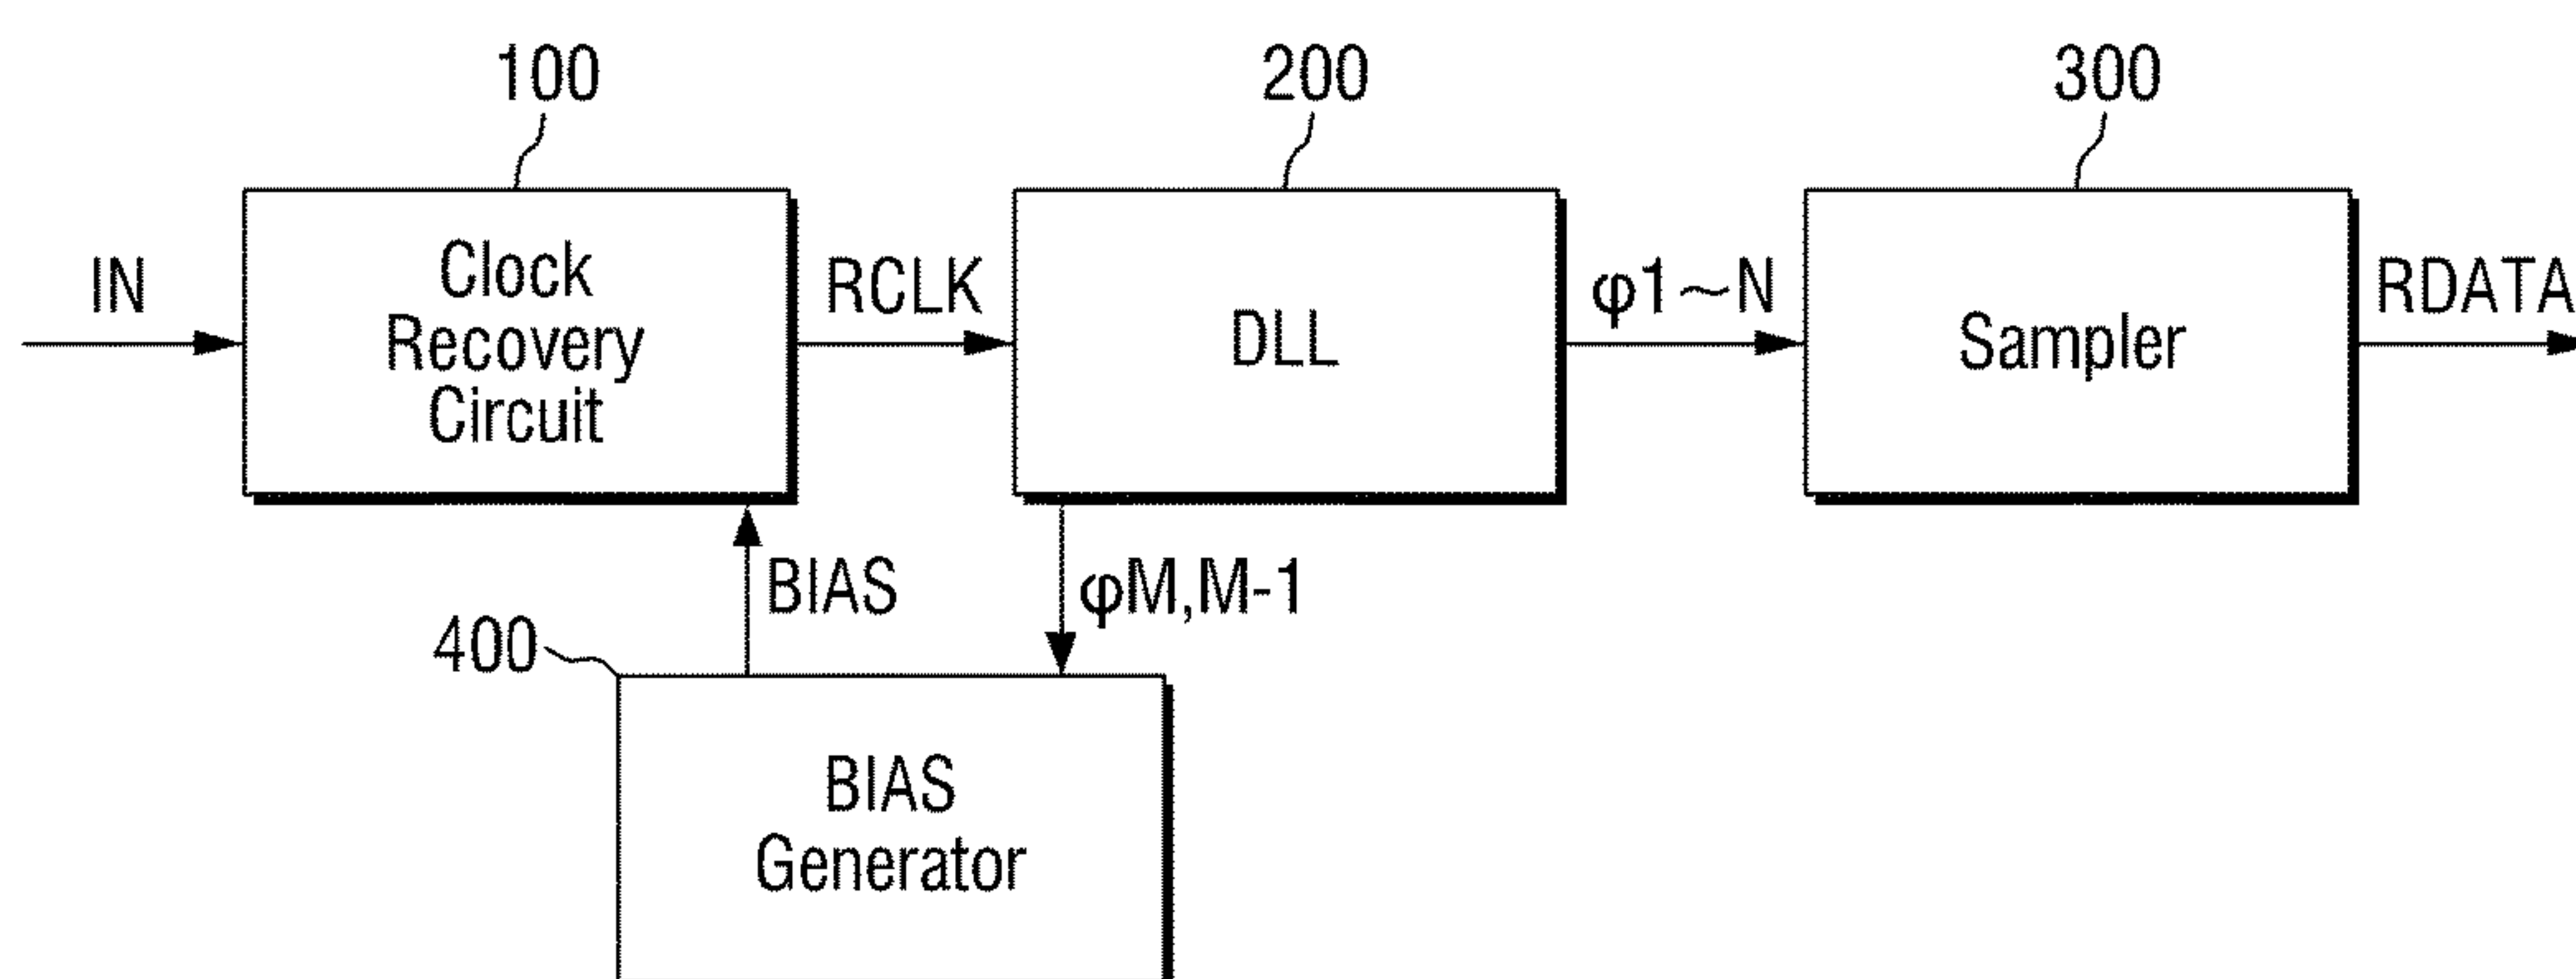 100
200
300
IN
Clock
Recovery
Circuit
RCLK
DLL
φ1~N
Sampler
RDATA
BIAS
φM,M-1
400
BIAS
Generator